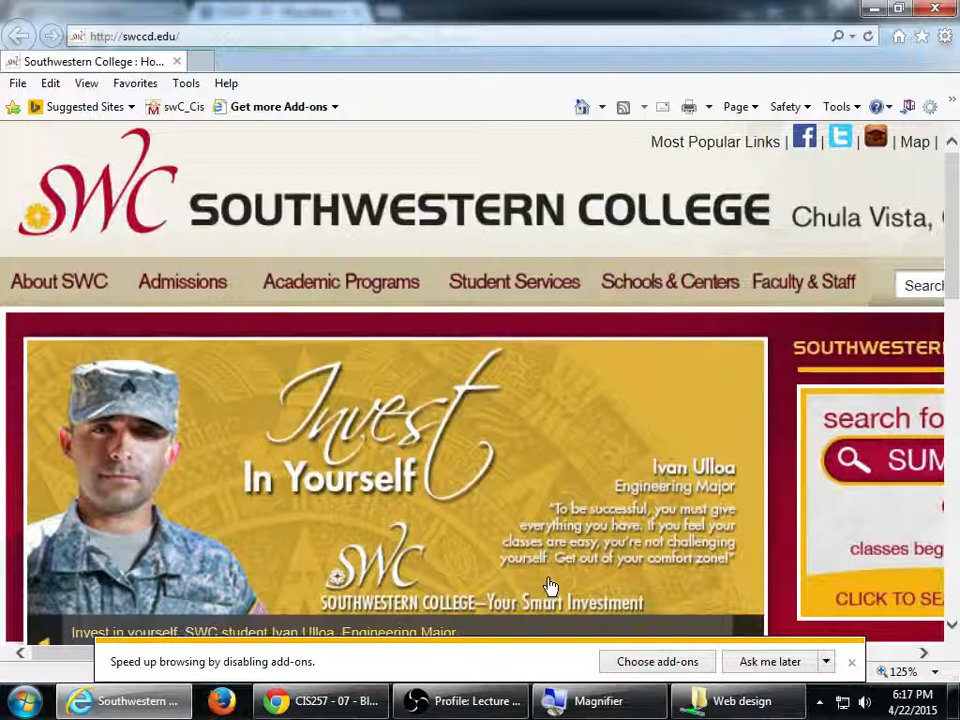 http://swccd.edu/
Southwestern College : Ho...
File Edit View Favorites Tools Help
Suggested Sites swC_Cis Get more Add-ons Page Safety Tools »
Most Popular Links | f | t | | Map |
SWC SOUTHWESTERN COLLEGE Chula Vista,
About SWC Admissions Academic Programs Student Services Schools & Centers Faculty & Staff Search
SOUTHWESTERN
Invest
In Yourself
search fo
SUM
Ivan Ulloa
Engineering Major
"To be successful, you must give
everything you have. If you feel your
classes are easy, you're not challenging
yourself. Get out of your comfort zone!"
classes beg
SWC
SOUTHWESTERN COLLEGE–Your Smart Investment
CLICK TO SEA
Invest in yourself, SWC student Ivan Ulloa, Engineering Major
Speed up browsing by disabling add-ons. Choose add-ons Ask me later
125%
Southwestern ... CIS257 - 07 - Bl... Profile: Lecture ... Magnifier Web design
6:17 PM
4/22/2015